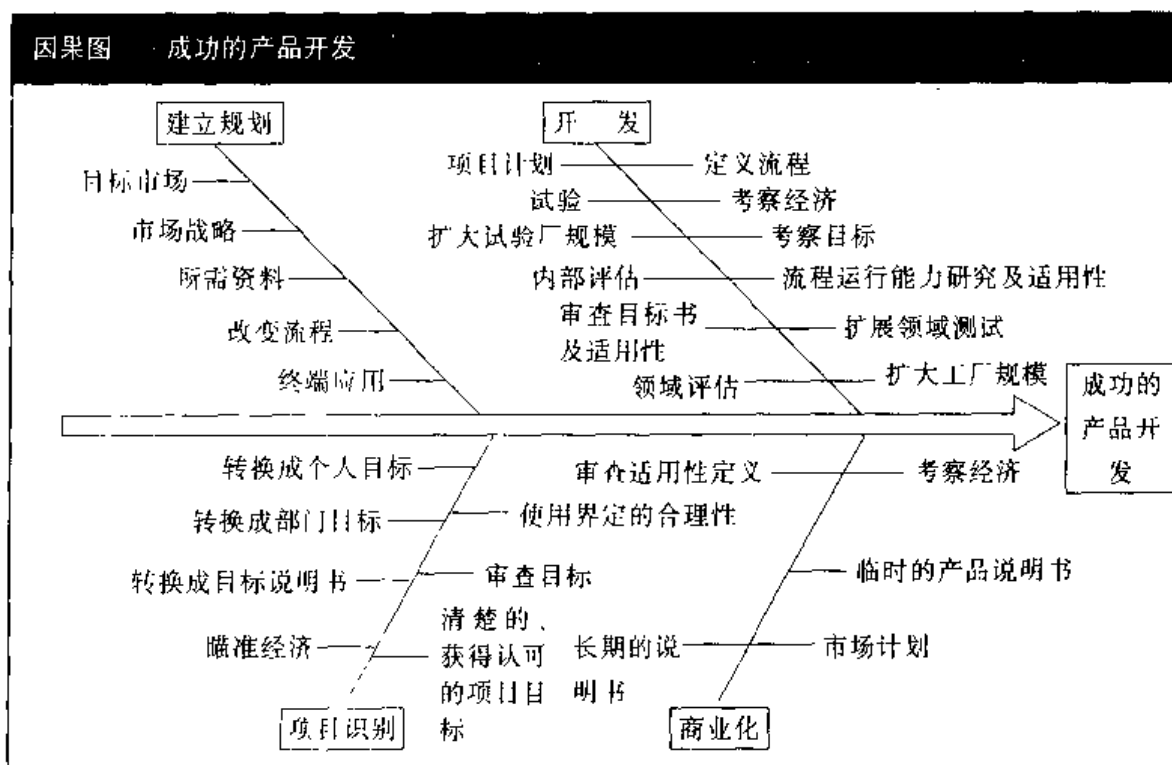 因果图 成功的产品开发
建立规划
开 发
目标市场
市场战略
所需资料
改变流程
终端应用
项目计划
定义流程
试验
考察经济
扩大试验厂规模
考察目标
内部评估
流程运行能力研究及适用性
审查目标书
及适用性
扩展领域测试
领域评估
扩大工厂规模
成功的
产品开
发
转换成个人目标
使用界定的合理性
转换成部门目标
审查目标
转换成目标说明书
清楚的、
获得认可
的项目目
标
瞄准经济
项目识别
审查适用性定义
考察经济
临时的产品说明书
长期的说
明书
市场计划
商业化